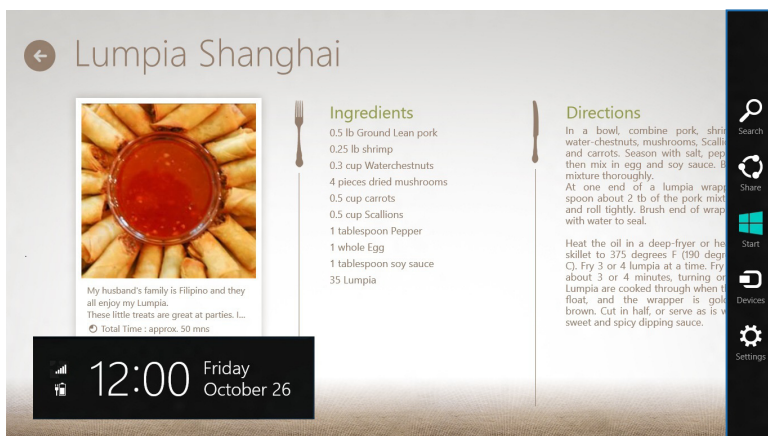 Lumpia Shanghai
My husband's family is Filipino and they
all enjoy my Lumpia.
These little treats are great at parties. I...
Total Time : approx. 50 mns
Ingredients
0.5 lb Ground Lean pork
0.25 lb shrimp
0.3 cup Waterchestnuts
4 pieces dried mushrooms
0.5 cup carrots
0.5 cup Scallions
1 tablespoon Pepper
1 whole Egg
1 tablespoon soy sauce
35 Lumpia
Directions
In a bowl, combine pork,
water-chestnuts, mushrooms,
and carrots. Season with salt,
then mix in egg and soy sauce.
mixture thoroughly.
At one end of a lumpia
spoon about 2 tb of the pork
and roll tightly. Brush end of
with water to seal.
Heat the oil in a deep-fryer or
skillet to 375 degrees F (190
C). Fry 3 or 4 lumpia at a time. Fry
about 3 or 4 minutes, turning
Lumpia are cooked through when
float, and the wrapper is
brown. Cut in half, or serve as is
sweet and spicy dipping sauce.
Search
Share
Start
Devices
Settings
12:00
Friday
October 26